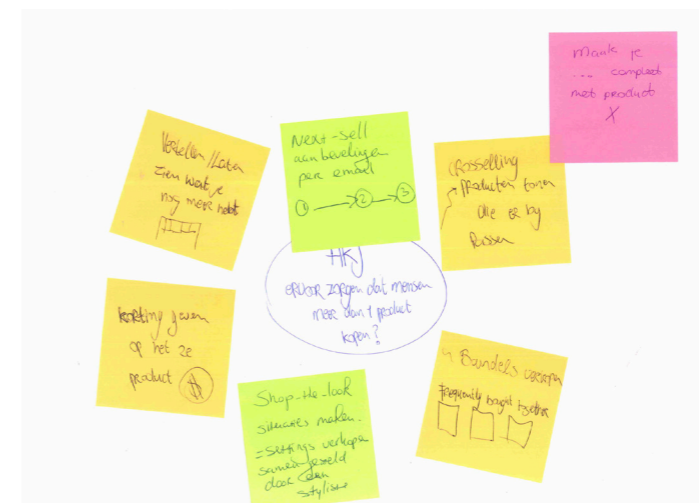 Maak je
... compleet
met product
X
Vertellen / laten
zien wat je
nog meer hebt
Next-sell
aanbevelingen
per email
1 2 3
Crosselling
producten tonen
die er bij
passen
HKJ
ervoor zorgen dat mensen
meer dan 1 product
kopen?
korting geven
op het 2e
product $
Shop-the-look
situaties maken.
= settings verkopen
samengesteld
door een
styliste
Bundels
Frequently bought together